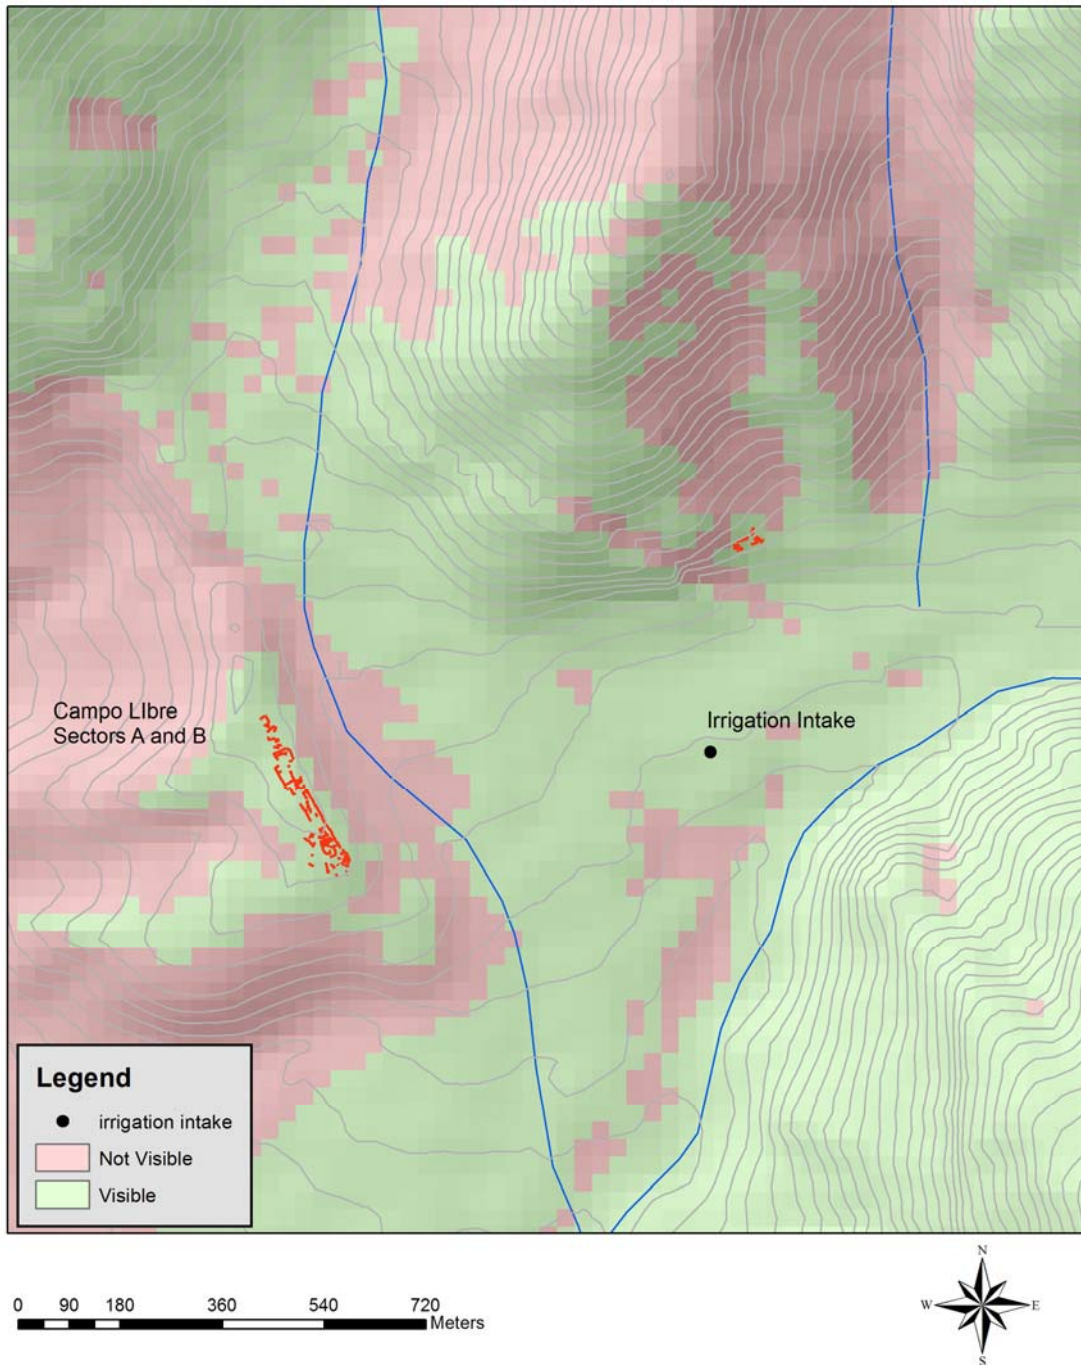 Campo LIbre
Sectors A and B
Irrigation Intake
Legend
irrigation intake
Not Visible
Visible
0 90 180 360 540 720
Meters
N
W E
S